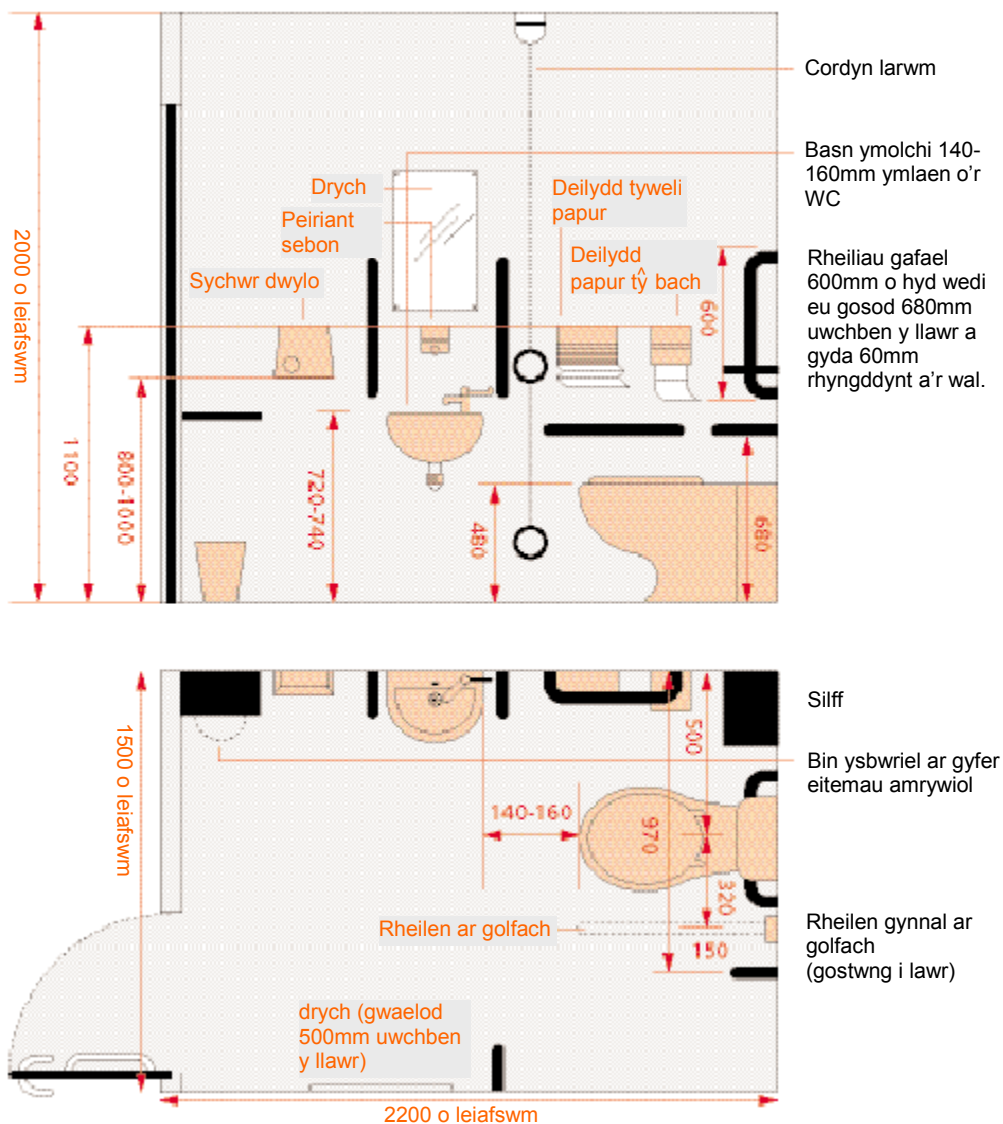 Cordyn larwm
Basn ymolchi 140-
160mm ymlaen o'r
WC
Drych
Peiriant
sebon
Sychwr dwylo
Deilydd tyweli
papur
Deilydd
papur tŷ bach
Rheiliau gafael
600mm o hyd wedi
eu gosod 680mm
uwchben y llawr a
gyda 60mm
rhyngddynt a'r wal.
2000 o leiafswm
1100
800-1000
720-740
480
600
680
Silff
Bin ysbwriel ar gyfer
eitemau amrywiol
1500 o leiafswm
140-160
500
970
320
150
Rheilen ar golfach
Rheilen gynnal ar
golfach
(gostwng i lawr)
drych (gwaelod
500mm uwchben
y llawr)
2200 o leiafswm